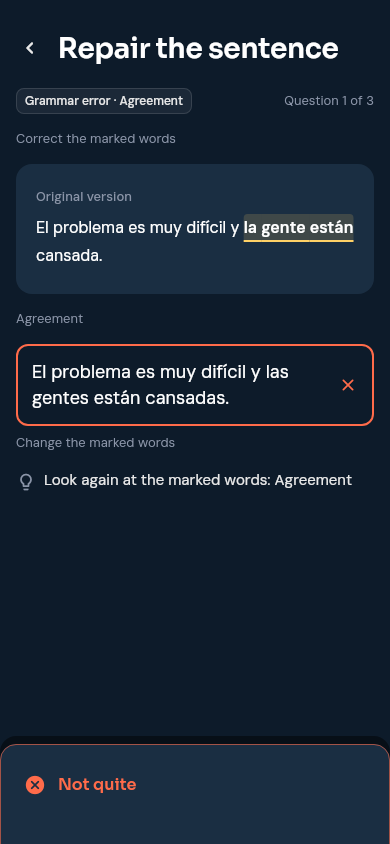 Repair the sentence
Grammar error · Agreement
Question 1 of 3
Correct the marked words
Original version
El problema es muy difícil y la gente están
cansada.
Agreement
El problema es muy difícil y las
gentes están cansadas.
Change the marked words
Look again at the marked words: Agreement
Not quite